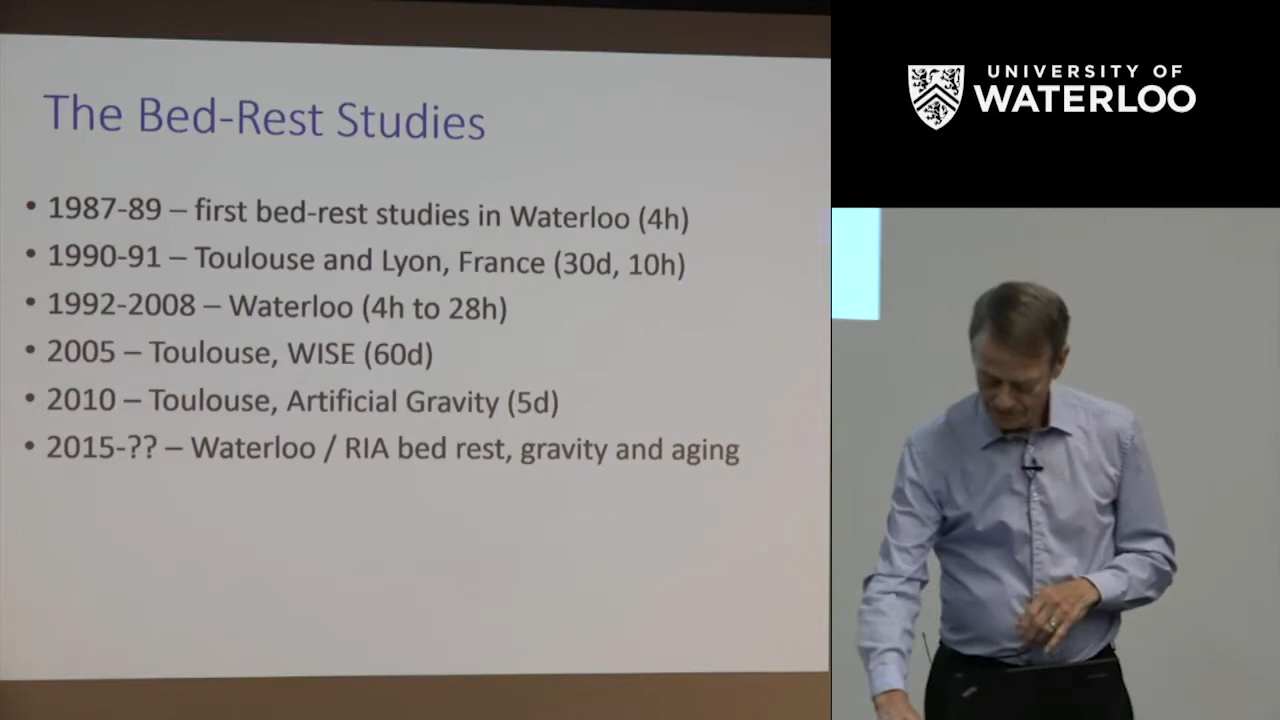 The Bed-Rest Studies
• 1987-89 – first bed-rest studies in Waterloo (4h)
• 1990-91 – Toulouse and Lyon, France (30d, 10h)
• 1992-2008 – Waterloo (4h to 28h)
• 2005 – Toulouse, WISE (60d)
• 2010 – Toulouse, Artificial Gravity (5d)
• 2015-?? – Waterloo / RIA bed rest, gravity and aging
UNIVERSITY OF
WATERLOO